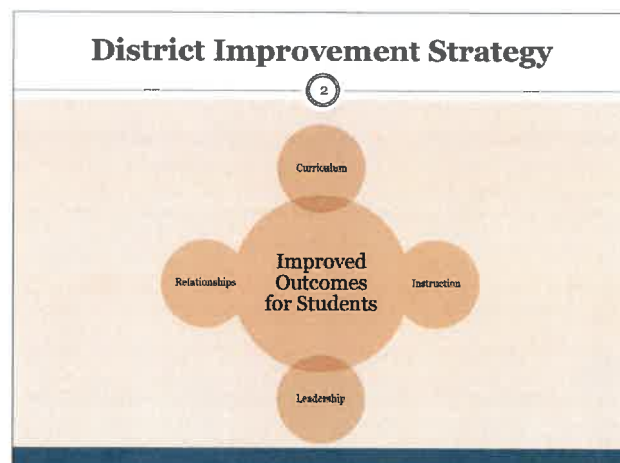 District Improvement Strategy
2
Curriculum
Relationships
Improved
Outcomes
for Students
Instruction
Leadership